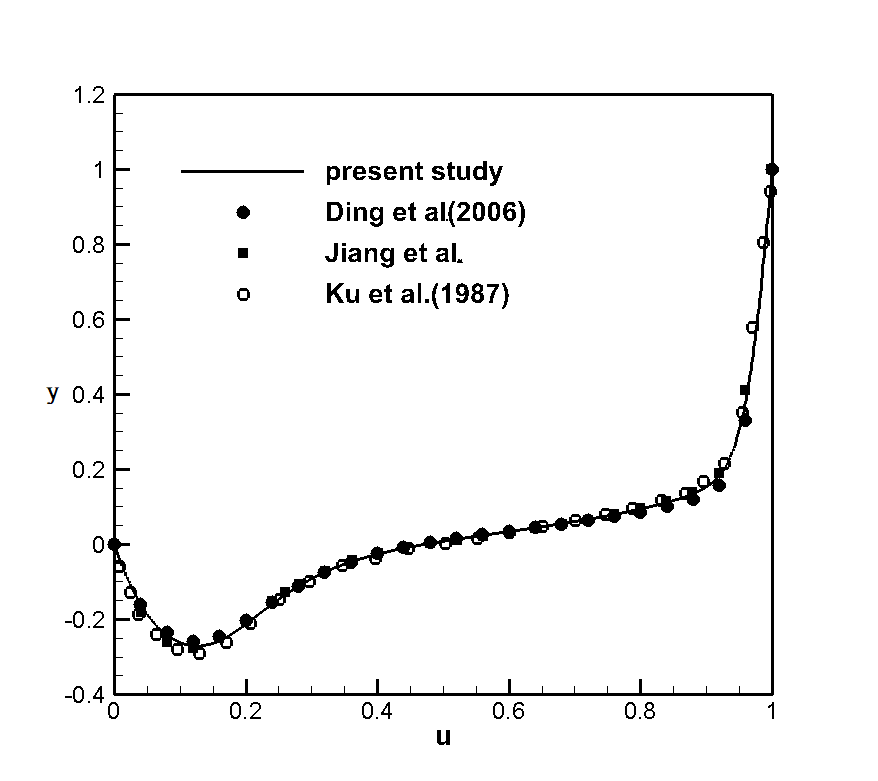 1.2
1
0.8
0.6
0.4
0.2
0
-0.2
-0.4
y
present study
Ding et al(2006)
Jiang et al.
Ku et al.(1987)
0 0.2 0.4 0.6 0.8 1
u